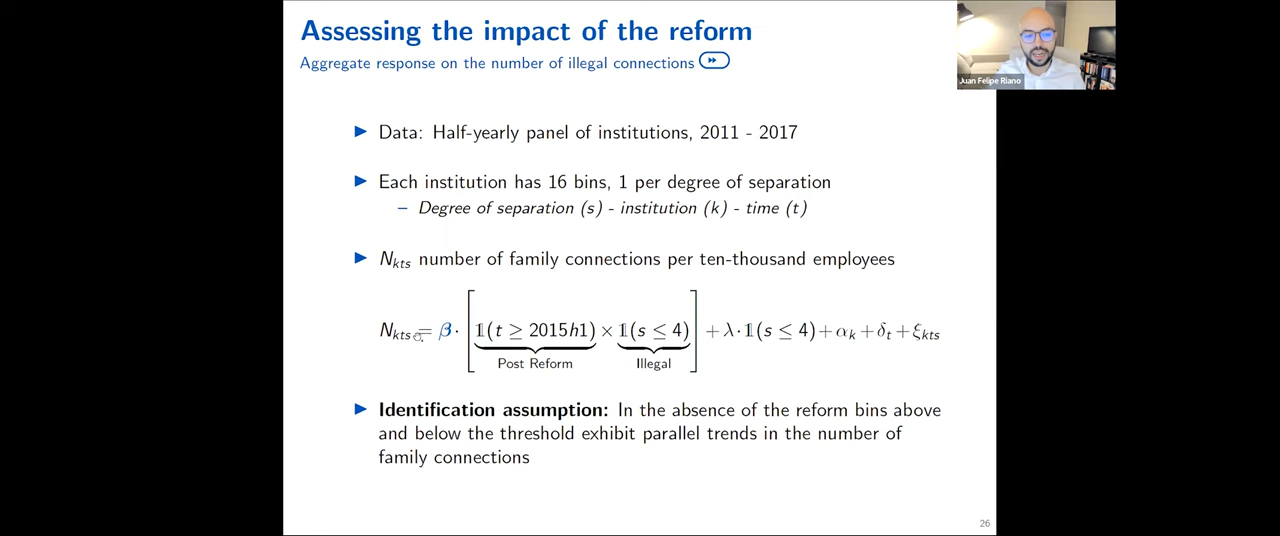 Assessing the impact of the reform
Aggregate response on the number of illegal connections
Juan Felipe Riano
▶ Data: Half-yearly panel of institutions, 2011 - 2017
▶ Each institution has 16 bins, 1 per degree of separation
– Degree of separation (s) - institution (k) - time (t)
▶ N_kts number of family connections per ten-thousand employees
N_kts = β · [𝟙(t ≥ 2015h1) × 𝟙(s ≤ 4)] + λ · 𝟙(s ≤ 4) + α_k + δ_t + ξ_kts
Post Reform Illegal
▶ Identification assumption: In the absence of the reform bins above
and below the threshold exhibit parallel trends in the number of
family connections
26